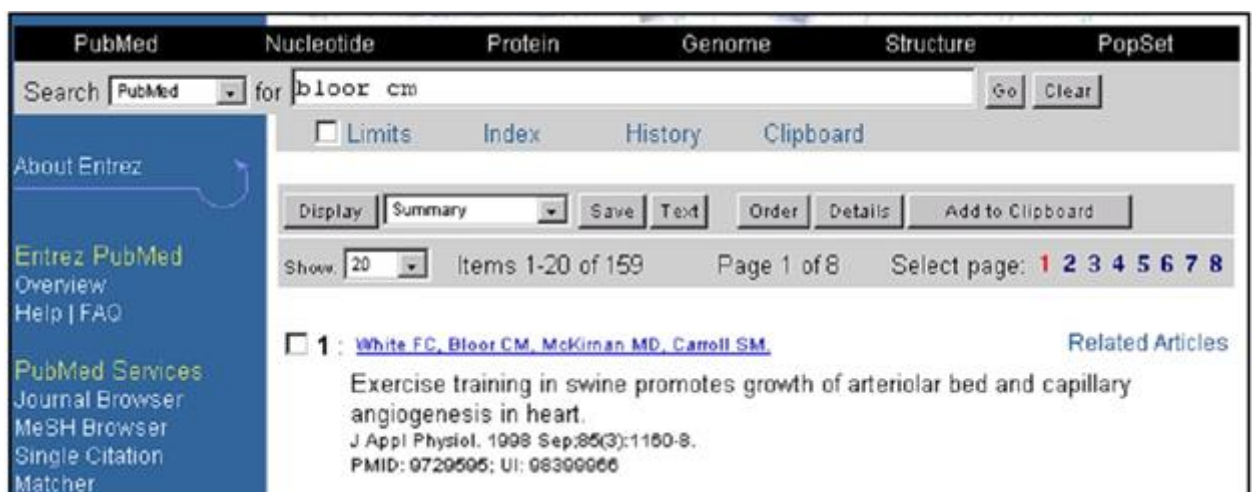 PubMed Nucleotide Protein Genome Structure PopSet
Search PubMed for bloor cm Go Clear
Limits Index History Clipboard
About Entrez
Display Summary Save Text Order Details Add to Clipboard
Show: 20 Items 1-20 of 159 Page 1 of 8 Select page: 1 2 3 4 5 6 7 8
Entrez PubMed
Overview
Help | FAQ
1: White FC, Bloor CM, McKirnan MD, Carroll SM. Related Articles
PubMed Services
Journal Browser
MeSH Browser
Single Citation
Matcher
Exercise training in swine promotes growth of arteriolar bed and capillary
angiogenesis in heart.
J Appl Physiol. 1998 Sep;85(3):1160-8.
PMID: 9729595; UI: 98399966